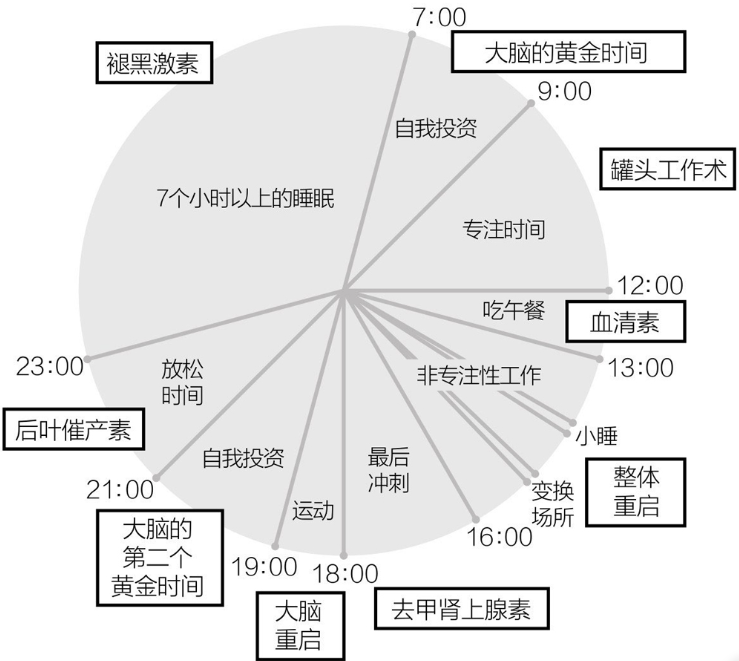 7:00
褪黑激素
大脑的黄金时间
9:00
自我投资
罐头工作术
7个小时以上的睡眠
专注时间
12:00
吃午餐
血清素
23:00
放松
时间
13:00
非专注性工作
后叶催产素
小睡
自我投资
最后
冲刺
整体
重启
21:00
变换
场所
运动
大脑的
第二个
黄金时间
16:00
19:00
18:00
大脑
重启
去甲肾上腺素